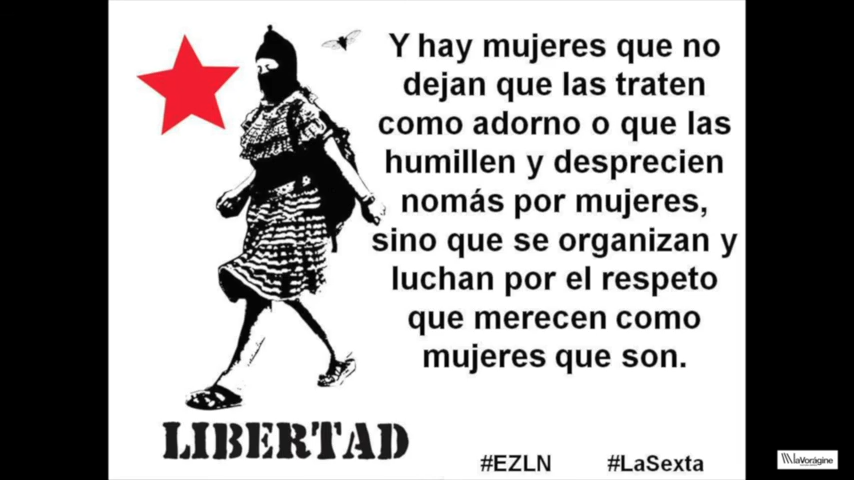 Y hay mujeres que no
dejan que las traten
como adorno o que las
humillen y desprecien
nomás por mujeres,
sino que se organizan y
luchan por el respeto
que merecen como
mujeres que son.
LIBERTAD
#EZLN #LaSexta
laVorágine